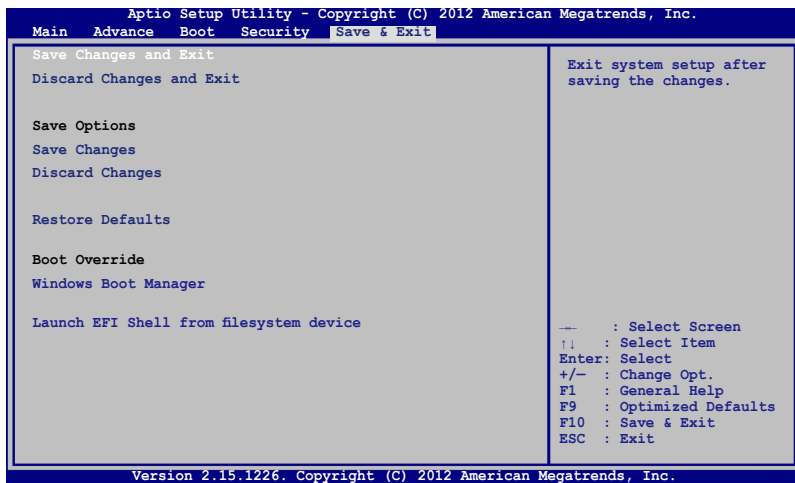 Aptio Setup Utility - Copyright (C) 2012 American Megatrends, Inc.
Main Advance Boot Security Save & Exit
Save Changes and Exit
Discard Changes and Exit
Save Options
Save Changes
Discard Changes
Restore Defaults
Boot Override
Windows Boot Manager
Launch EFI Shell from filesystem device
Exit system setup after
saving the changes.
→← : Select Screen
↑↓ : Select Item
Enter: Select
+/— : Change Opt.
F1 : General Help
F9 : Optimized Defaults
F10 : Save & Exit
ESC : Exit
Version 2.15.1226. Copyright (C) 2012 American Megatrends, Inc.